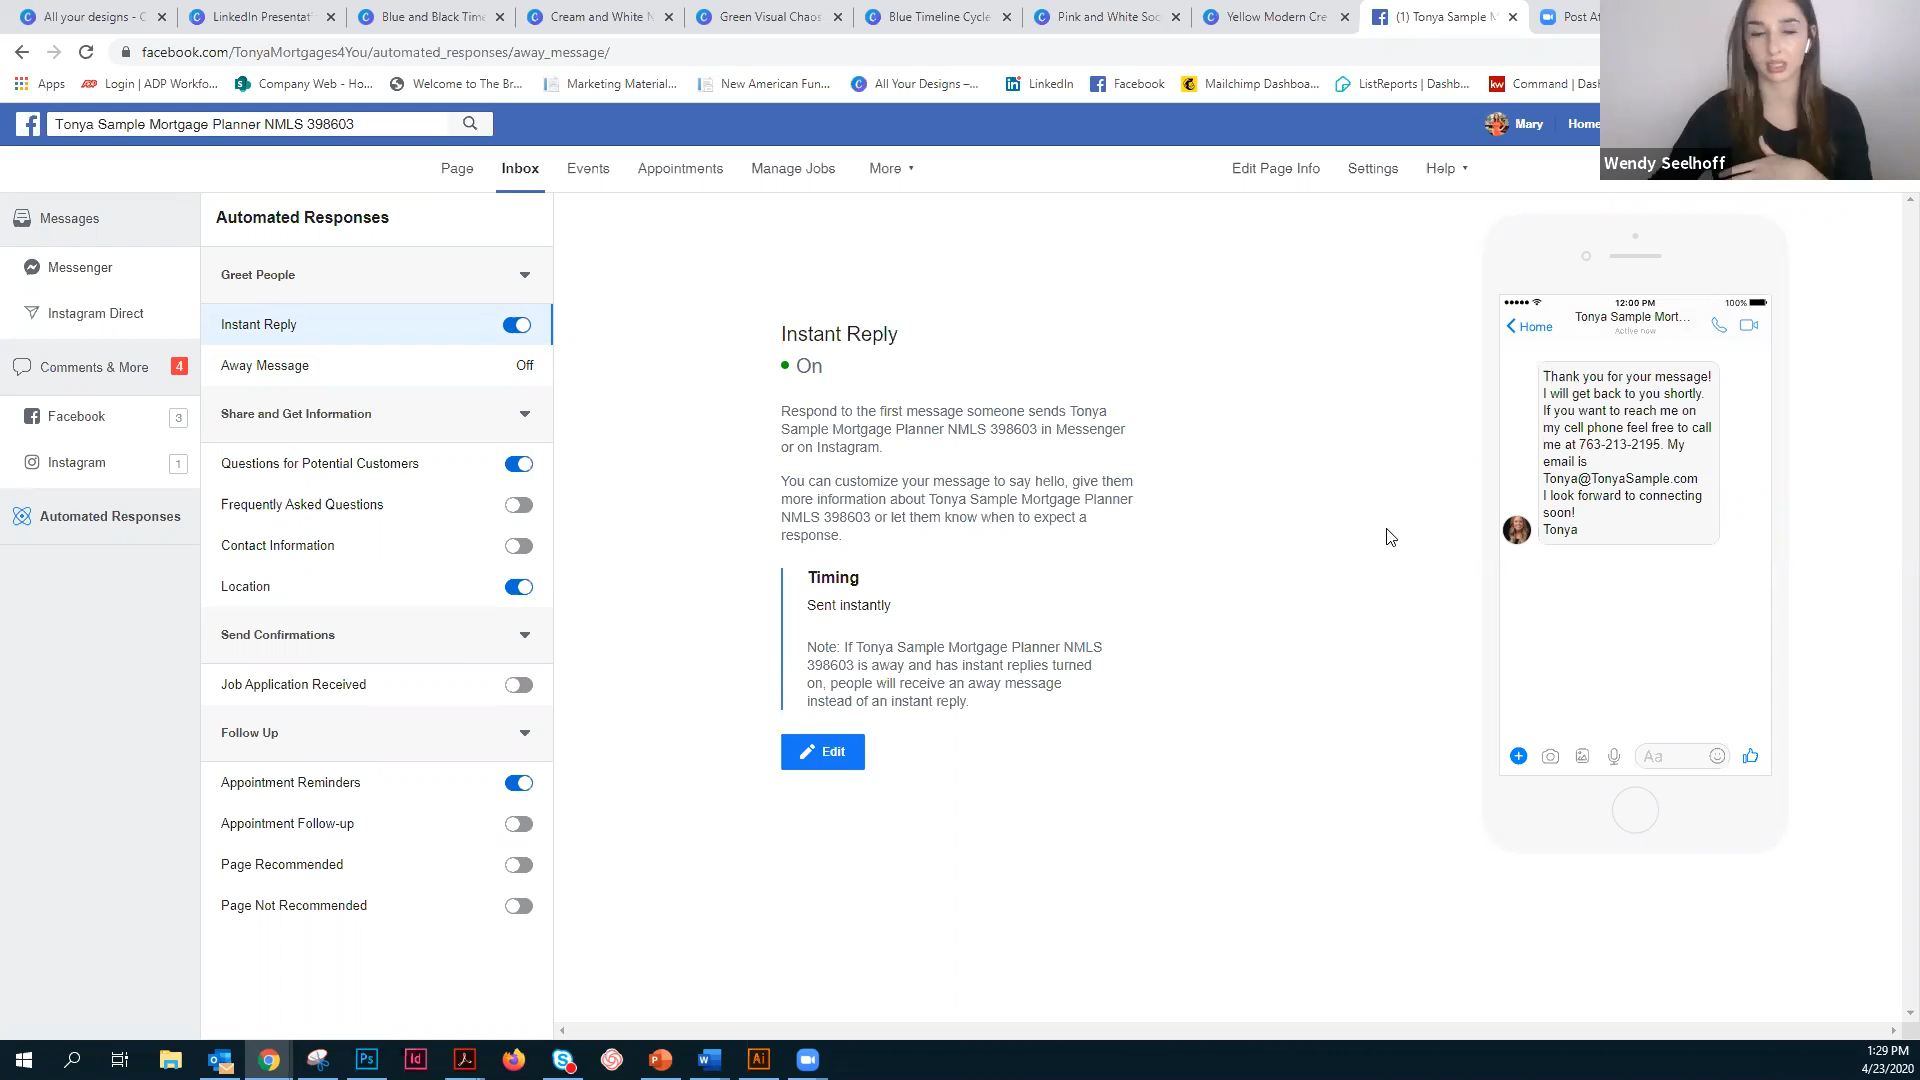 All your designs - C
LinkedIn Presentat
Blue and Black Time
Cream and White N
Green Visual Chaos
Blue Timeline Cycle
Pink and White Soc
Yellow Modern Cre
(1) Tonya Sample M
Post At
facebook.com/TonyaMortgages4You/automated_responses/away_message/
Apps
Login | ADP Workfo...
Company Web - Ho...
Welcome to The Br...
Marketing Material...
New American Fun...
All Your Designs –...
LinkedIn
Facebook
Mailchimp Dashboa...
ListReports | Dashb...
Command | Das
Tonya Sample Mortgage Planner NMLS 398603
Mary
Home
Wendy Seelhoff
Page
Inbox
Events
Appointments
Manage Jobs
More
Edit Page Info
Settings
Help
Messages
Messenger
Instagram Direct
Comments & More
4
Facebook
3
Instagram
1
Automated Responses
Automated Responses
Greet People
Instant Reply
Away Message
Off
Share and Get Information
Questions for Potential Customers
Frequently Asked Questions
Contact Information
Location
Send Confirmations
Job Application Received
Follow Up
Appointment Reminders
Appointment Follow-up
Page Recommended
Page Not Recommended
Instant Reply
On
Respond to the first message someone sends Tonya
Sample Mortgage Planner NMLS 398603 in Messenger
or on Instagram.
You can customize your message to say hello, give them
more information about Tonya Sample Mortgage Planner
NMLS 398603 or let them know when to expect a
response.
Timing
Sent instantly
Note: If Tonya Sample Mortgage Planner NMLS
398603 is away and has instant replies turned
on, people will receive an away message
instead of an instant reply.
Edit
12:00 PM
100%
Home
Tonya Sample Mort...
Active now
Thank you for your message!
I will get back to you shortly.
If you want to reach me on
my cell phone feel free to call
me at 763-213-2195. My
email is
Tonya@TonyaSample.com
I look forward to connecting
soon!
Tonya
Aa
1:29 PM
4/23/2020